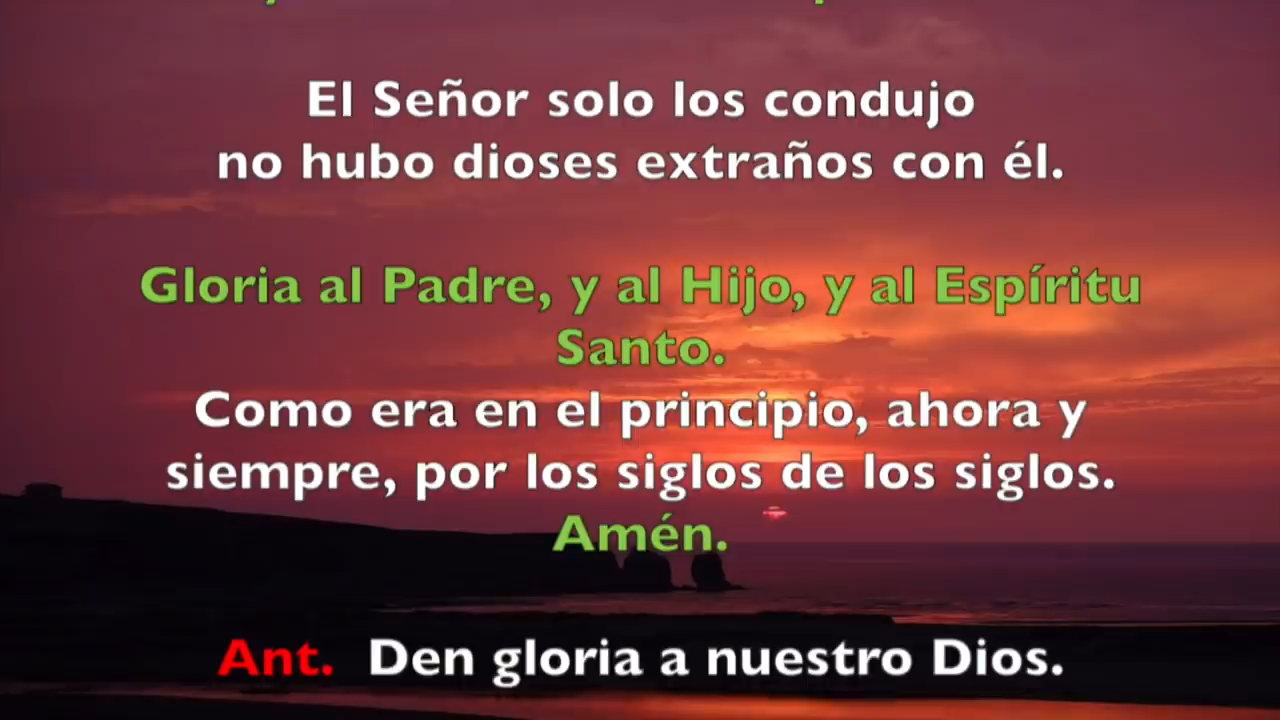 El Señor solo los condujo
no hubo dioses extraños con él.
Gloria al Padre, y al Hijo, y al Espíritu
Santo.
Como era en el principio, ahora y
siempre, por los siglos de los siglos.
Amén.
Ant. Den gloria a nuestro Dios.